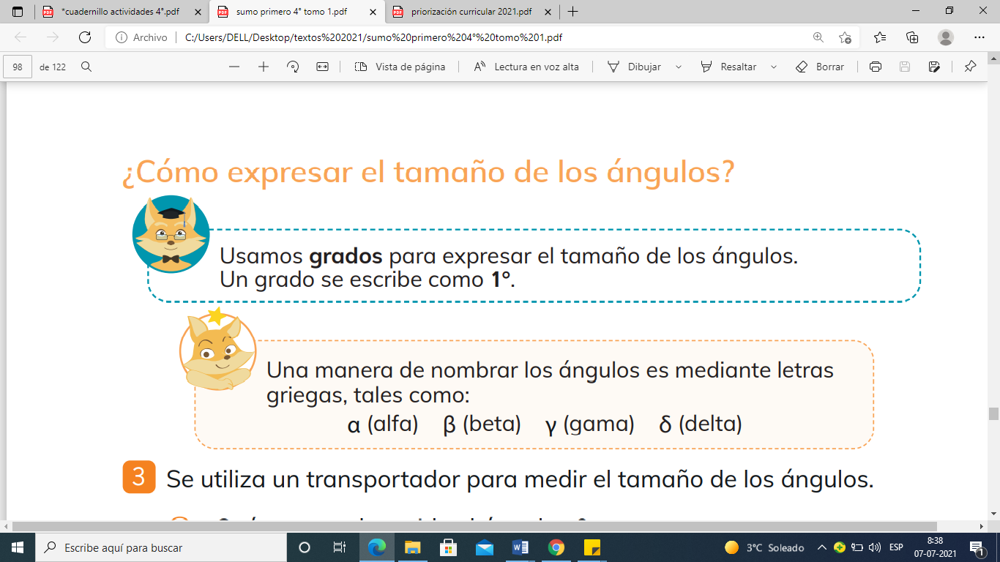 *cuadernillo actividades 4°.pdf
sumo primero 4° tomo 1.pdf
priorización curricular 2021.pdf
Archivo
C:/Users/DELL/Desktop/textos%202021/sumo%20primero%204°%20tomo%201.pdf
98
de 122
Vista de página
Lectura en voz alta
Dibujar
Resaltar
Borrar
¿Cómo expresar el tamaño de los ángulos?
Usamos grados para expresar el tamaño de los ángulos.
Un grado se escribe como 1°.
Una manera de nombrar los ángulos es mediante letras
griegas, tales como:
α (alfa) β (beta) γ (gama) δ (delta)
3 Se utiliza un transportador para medir el tamaño de los ángulos.
Escribe aquí para buscar
3°C Soleado
ESP
8:38
07-07-2021
1